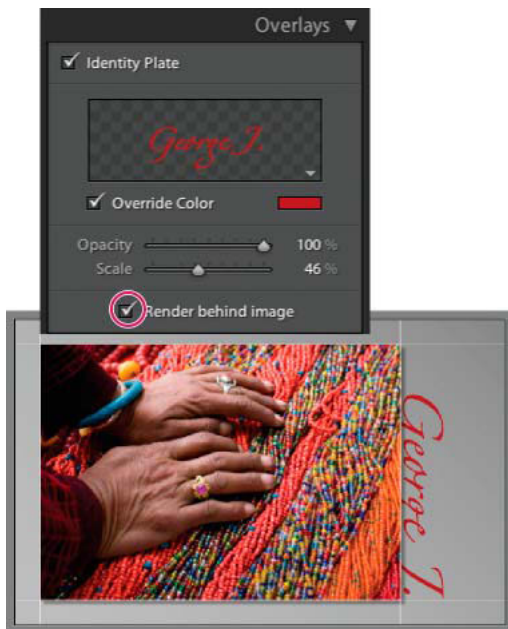 Overlays
Identity Plate
George J.
Override Color
Opacity 100 %
Scale 46 %
Render behind image
George J.